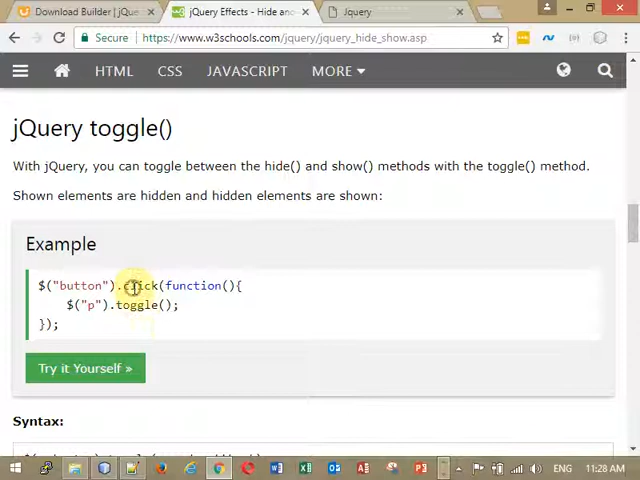 Download Builder | jQue
jQuery Effects - Hide and
Jquery
Secure
https://www.w3schools.com/jquery/jquery_hide_show.asp
HTML CSS JAVASCRIPT MORE
jQuery toggle()
With jQuery, you can toggle between the hide() and show() methods with the toggle() method.
Shown elements are hidden and hidden elements are shown:
Example
$("button").click(function(){
$("p").toggle();
});
Try it Yourself »
Syntax:
ENG 11:28 AM